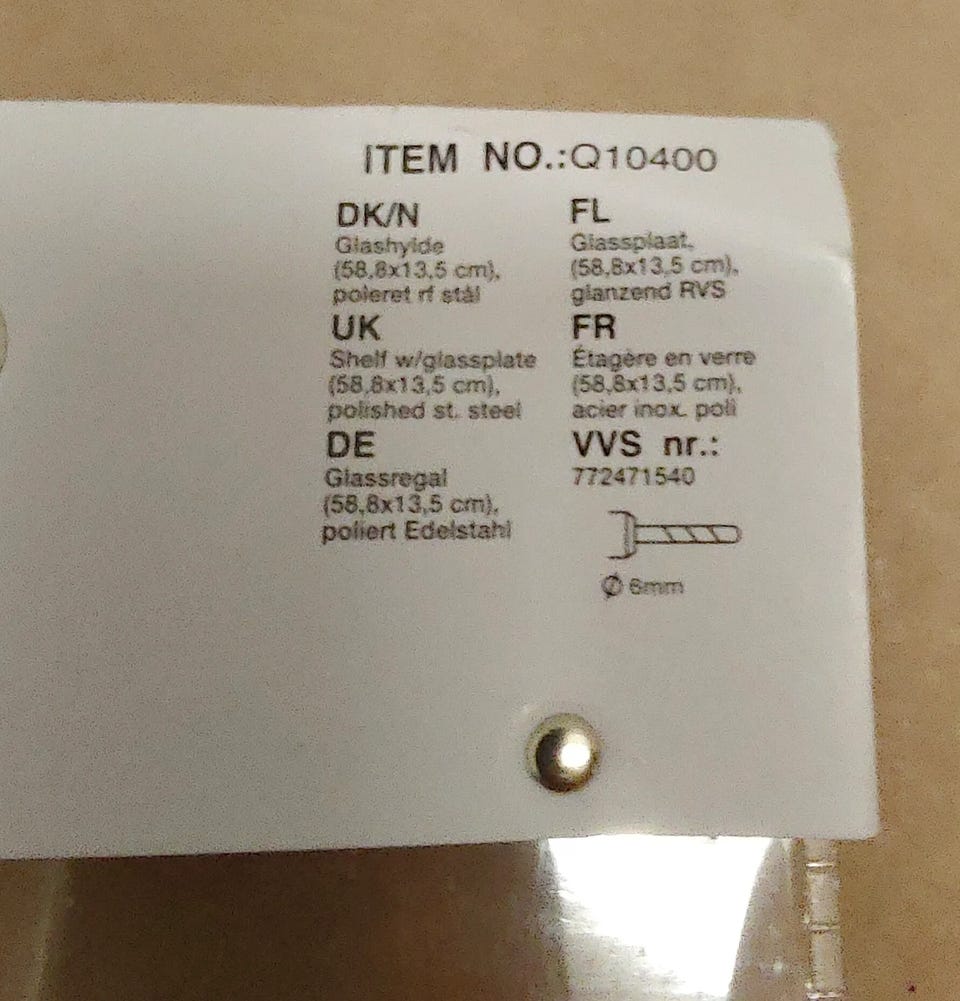 ITEM NO.:Q10400
DK/N
Glashylde
(58,8x13,5 cm),
poleret rf stål
UK
Shelf w/glassplate
(58,8x13,5 cm),
polished st. steel
DE
Glassregal
(58,8x13,5 cm),
poliert Edelstahl
FL
Glassplaat.
(58,8x13,5 cm),
glanzend RVS
FR
Étagère en verre
(58,8x13,5 cm),
acier inox. poli
VVS nr.:
772471540
Ø 6mm